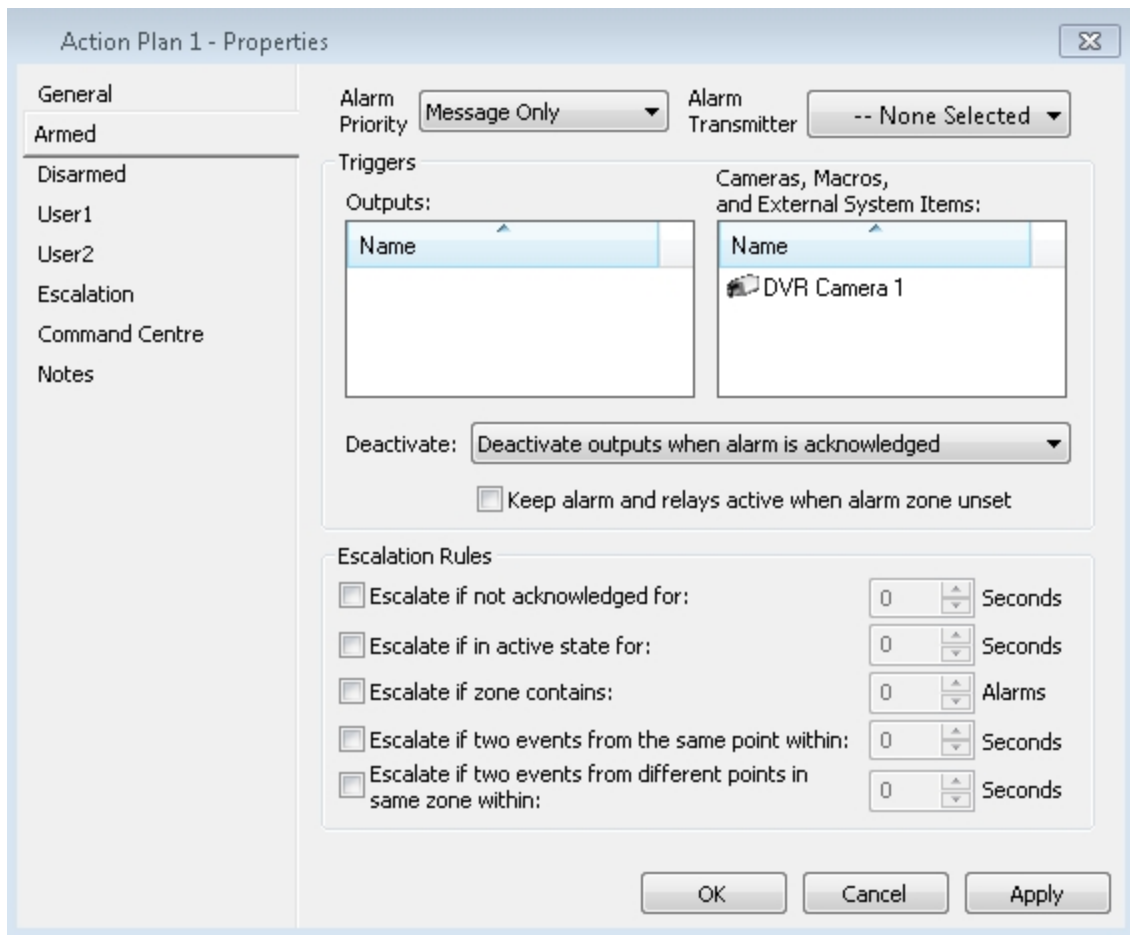 Action Plan 1 - Properties
General
Armed
Disarmed
User1
User2
Escalation
Command Centre
Notes
Alarm
Priority
Message Only
Alarm
Transmitter
-- None Selected
Triggers
Outputs:
Name
Cameras, Macros,
and External System Items:
Name
DVR Camera 1
Deactivate:
Deactivate outputs when alarm is acknowledged
Keep alarm and relays active when alarm zone unset
Escalation Rules
Escalate if not acknowledged for:
0
Seconds
Escalate if in active state for:
0
Seconds
Escalate if zone contains:
0
Alarms
Escalate if two events from the same point within:
0
Seconds
Escalate if two events from different points in
same zone within:
0
Seconds
OK
Cancel
Apply